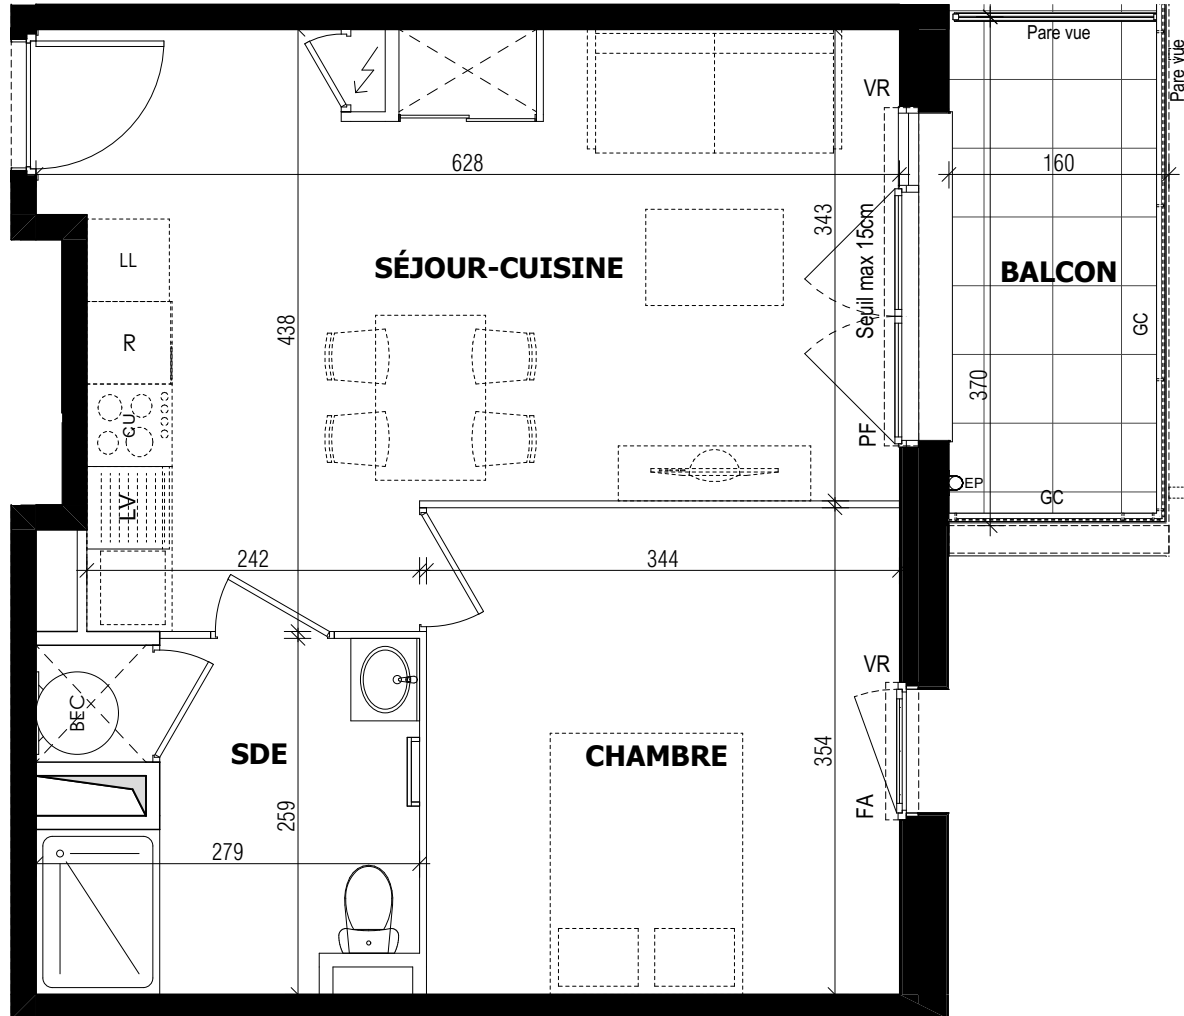 Pare vue
Pare vue
VR
628
160
343
LL
SÉJOUR-CUISINE
Seuil max 15cm
BALCON
438
R
GC
370
CU
PF
LV
EP
GC
242
344
VR
BEC
SDE
CHAMBRE
354
FA
259
279